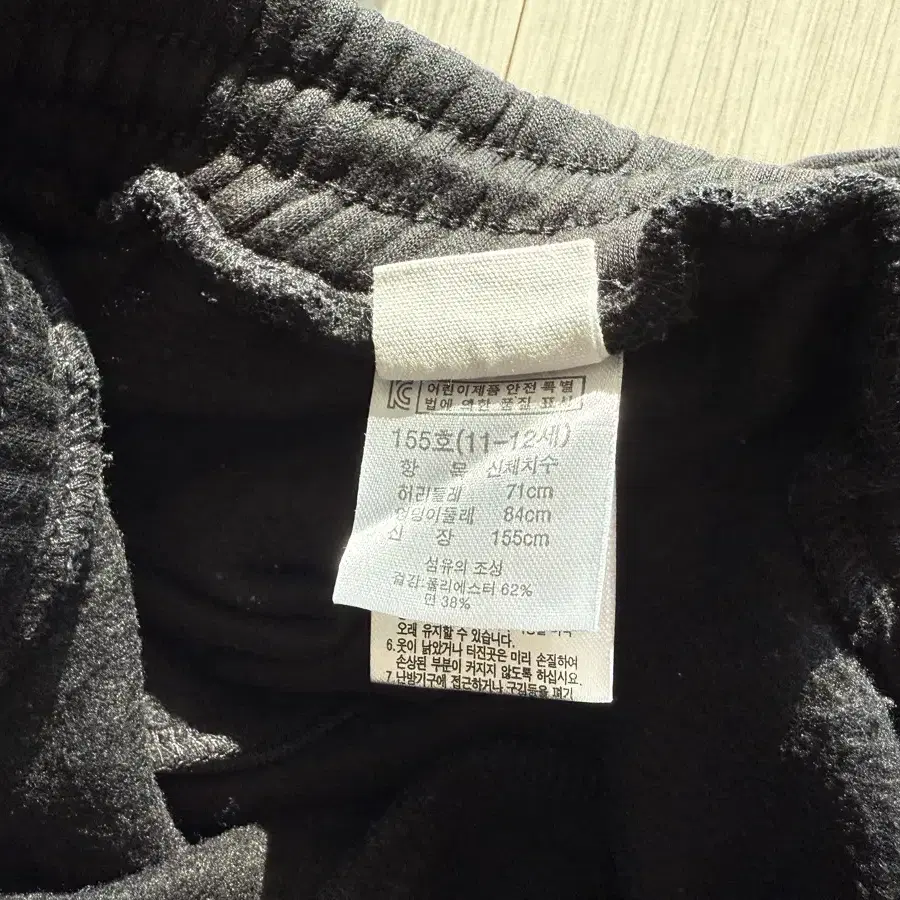 어린이제품 안전특별
법에 의한 품질 표시
155호(11-12세)
항 목 신체치수
허리둘레 71cm
엉덩이둘레 84cm
신 장 155cm
섬유의 조성
겉감:폴리에스터 62%
면 38%
오래 유지할 수 있습니다.
6.옷이 낡았거나 터진곳은 미리 손질하여
손상된 부분이 커지지 않도록 하십시요.
7.난방기구에 접근하거나 구김등을 펴기